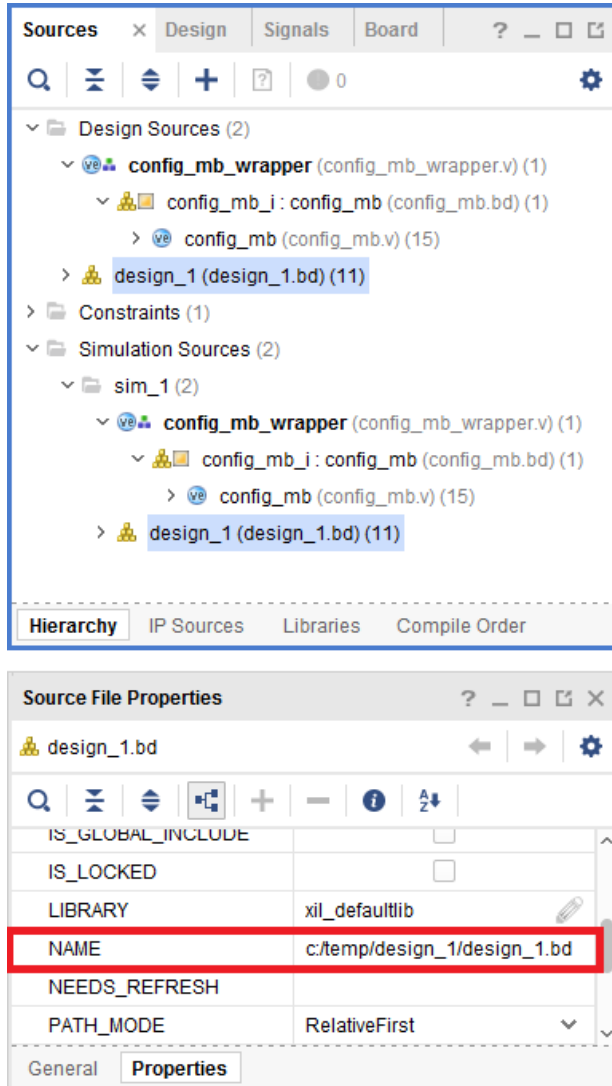 Sources × Design Signals Board ?
0
Design Sources (2)
config_mb_wrapper (config_mb_wrapper.v) (1)
config_mb_i : config_mb (config_mb.bd) (1)
config_mb (config_mb.v) (15)
design_1 (design_1.bd) (11)
Constraints (1)
Simulation Sources (2)
sim_1 (2)
config_mb_wrapper (config_mb_wrapper.v) (1)
config_mb_i : config_mb (config_mb.bd) (1)
config_mb (config_mb.v) (15)
design_1 (design_1.bd) (11)
Hierarchy IP Sources Libraries Compile Order
Source File Properties ?
design_1.bd
IS_GLOBAL_INCLUDE
IS_LOCKED
LIBRARY xil_defaultlib
NAME c:/temp/design_1/design_1.bd
NEEDS_REFRESH
PATH_MODE RelativeFirst
General Properties